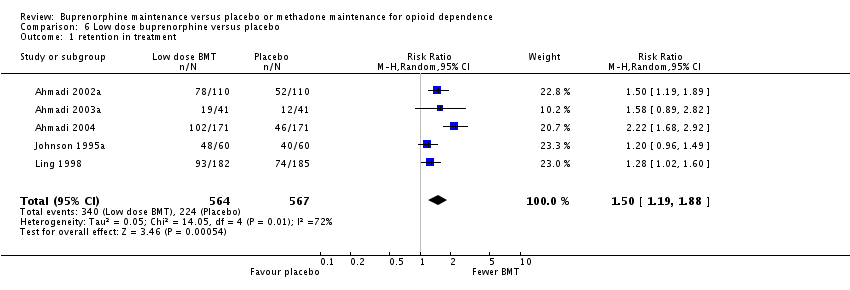 Review: Buprenorphine maintenance versus placebo or methadone maintenance for opioid dependence
Comparison: 6 Low dose buprenorphine versus placebo
Outcome: 1 retention in treatment
Study or subgroup Low dose BMT Placebo Risk Ratio Weight Risk Ratio
n/N n/N M-H,Random,95% CI M-H,Random,95% CI
Ahmadi 2002a 78/110 52/110 22.8 % 1.50 [ 1.19, 1.89 ]
Ahmadi 2003a 19/41 12/41 10.2 % 1.58 [ 0.89, 2.82 ]
Ahmadi 2004 102/171 46/171 20.7 % 2.22 [ 1.68, 2.92 ]
Johnson 1995a 48/60 40/60 23.3 % 1.20 [ 0.96, 1.49 ]
Ling 1998 93/182 74/185 23.0 % 1.28 [ 1.02, 1.60 ]
Total (95% CI) 564 567 100.0 % 1.50 [ 1.19, 1.88 ]
Total events: 340 (Low dose BMT), 224 (Placebo)
Heterogeneity: Tau² = 0.05; Chi² = 14.05, df = 4 (P = 0.01); I² =72%
Test for overall effect: Z = 3.46 (P = 0.00054)
0.1 0.2 0.5 1 2 5 10
Favour placebo Fewer BMT